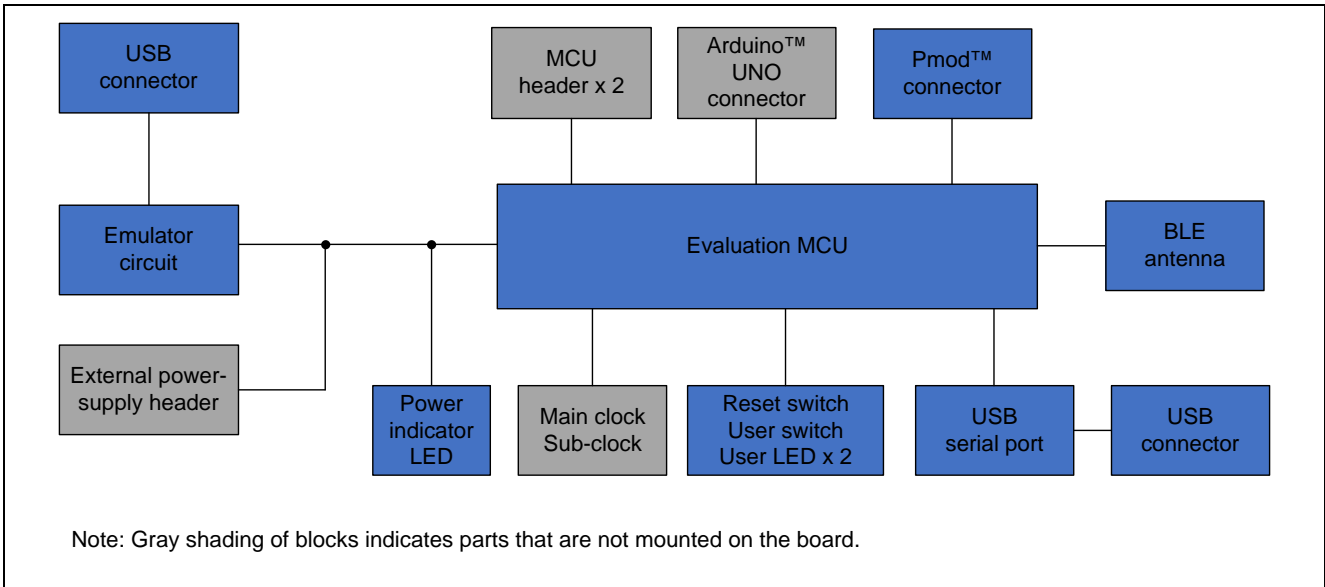 USB
connector
MCU
header x 2
Arduino™
UNO
connector
Pmod™
connector
Emulator
circuit
Evaluation MCU
BLE
antenna
External power-
supply header
Power
indicator
LED
Main clock
Sub-clock
Reset switch
User switch
User LED x 2
USB
serial port
USB
connector
Note: Gray shading of blocks indicates parts that are not mounted on the board.